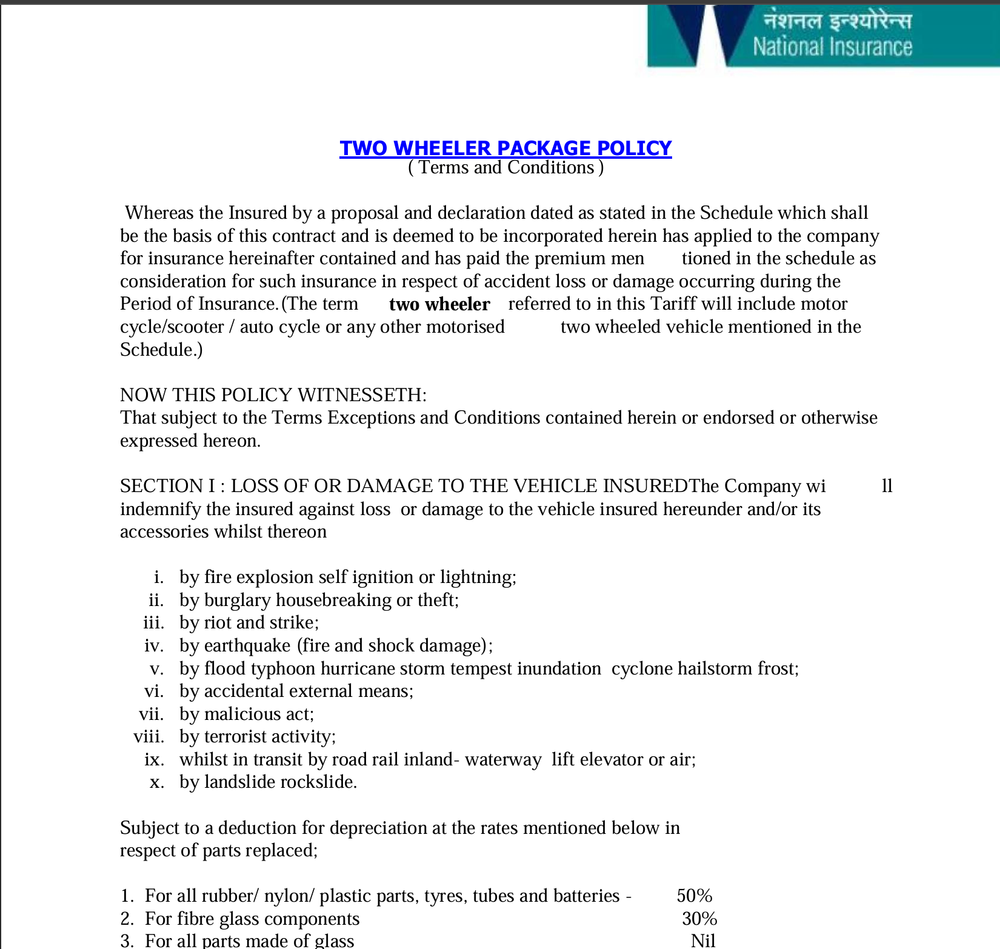 नेशनल इन्श्योरेन्स
National Insurance
TWO WHEELER PACKAGE POLICY
( Terms and Conditions )
Whereas the Insured by a proposal and declaration dated as stated in the Schedule which shall
be the basis of this contract and is deemed to be incorporated herein has applied to the company
for insurance hereinafter contained and has paid the premium men tioned in the schedule as
consideration for such insurance in respect of accident loss or damage occurring during the
Period of Insurance.(The term two wheeler referred to in this Tariff will include motor
cycle/scooter / auto cycle or any other motorised two wheeled vehicle mentioned in the
Schedule.)
NOW THIS POLICY WITNESSETH:
That subject to the Terms Exceptions and Conditions contained herein or endorsed or otherwise
expressed hereon.
SECTION I : LOSS OF OR DAMAGE TO THE VEHICLE INSUREDThe Company wi ll
indemnify the insured against loss or damage to the vehicle insured hereunder and/or its
accessories whilst thereon
i. by fire explosion self ignition or lightning;
ii. by burglary housebreaking or theft;
iii. by riot and strike;
iv. by earthquake (fire and shock damage);
v. by flood typhoon hurricane storm tempest inundation cyclone hailstorm frost;
vi. by accidental external means;
vii. by malicious act;
viii. by terrorist activity;
ix. whilst in transit by road rail inland- waterway lift elevator or air;
x. by landslide rockslide.
Subject to a deduction for depreciation at the rates mentioned below in
respect of parts replaced;
1. For all rubber/ nylon/ plastic parts, tyres, tubes and batteries - 50%
2. For fibre glass components 30%
3. For all parts made of glass Nil